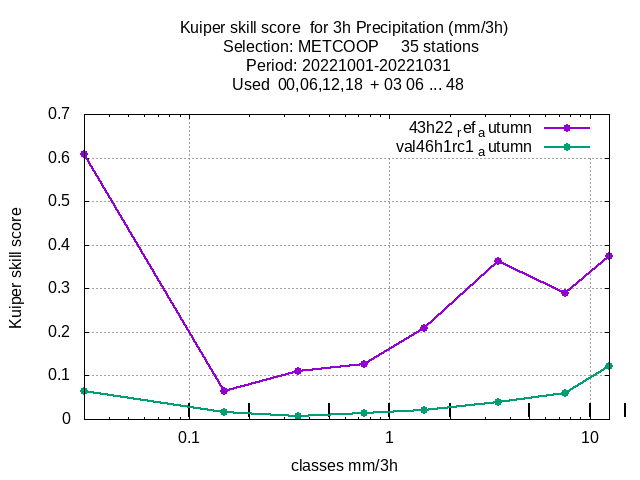 Kuiper skill score  for 3h Precipitation (mm/3h)
Selection: METCOOP     35 stations
Period: 20221001-20221031
Used  00,06,12,18  + 03 06 ... 48
43h22 refautumn
val46h1rc1 autumn
0.7
0.6
0.5
0.4
0.3
0.2
0.1
0
Kuiper skill score
0.1 1 10
classes mm/3h